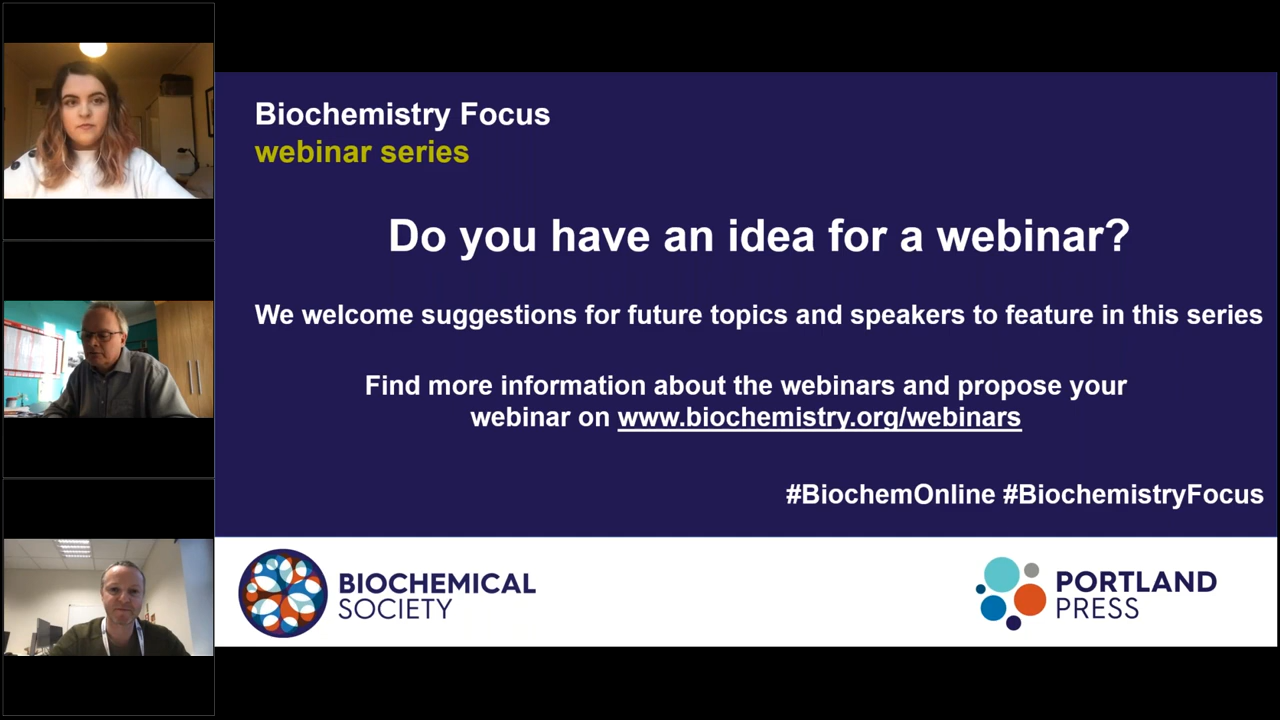 Biochemistry Focus
webinar series
Do you have an idea for a webinar?
We welcome suggestions for future topics and speakers to feature in this series
Find more information about the webinars and propose your
webinar on www.biochemistry.org/webinars
#BiochemOnline #BiochemistryFocus
BIOCHEMICAL
SOCIETY
PORTLAND
PRESS